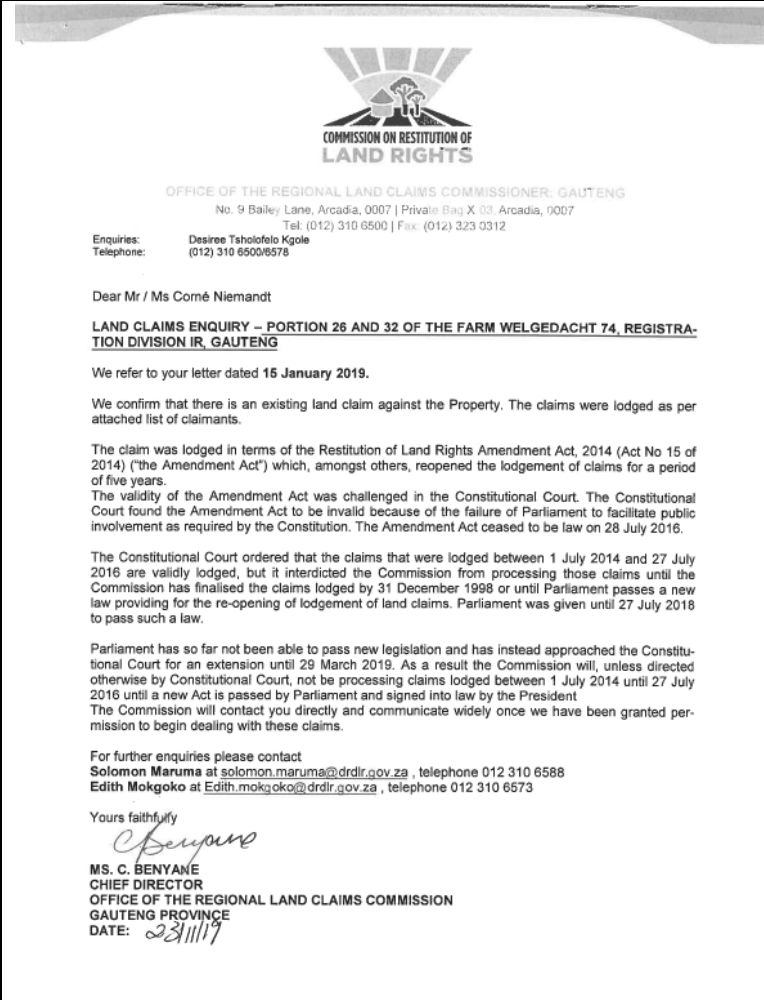 COMMISSION ON RESTITUTION OF
LAND RIGHTS
OFFICE OF THE REGIONAL LAND CLAIMS COMMISSIONER: GAUTENG
No. 9 Bailey Lane, Arcadia, 0007 | Private Bag X 03, Arcadia, 0007
Tel: (012) 310 6500 | Fax: (012) 323 0312
Enquiries: Desiree Tsholofelo Kgole
Telephone: (012) 310 6500/6578
Dear Mr / Ms Corné Niemandt
LAND CLAIMS ENQUIRY – PORTION 26 AND 32 OF THE FARM WELGEDACHT 74, REGISTRA-
TION DIVISION IR, GAUTENG
We refer to your letter dated 15 January 2019.
We confirm that there is an existing land claim against the Property. The claims were lodged as per
attached list of claimants.
The claim was lodged in terms of the Restitution of Land Rights Amendment Act, 2014 (Act No 15 of
2014) ("the Amendment Act") which, amongst others, reopened the lodgement of claims for a period
of five years.
The validity of the Amendment Act was challenged in the Constitutional Court. The Constitutional
Court found the Amendment Act to be invalid because of the failure of Parliament to facilitate public
involvement as required by the Constitution. The Amendment Act ceased to be law on 28 July 2016.
The Constitutional Court ordered that the claims that were lodged between 1 July 2014 and 27 July
2016 are validly lodged, but it interdicted the Commission from processing those claims until the
Commission has finalised the claims lodged by 31 December 1998 or until Parliament passes a new
law providing for the re-opening of lodgement of land claims. Parliament was given until 27 July 2018
to pass such a law.
Parliament has so far not been able to pass new legislation and has instead approached the Constitu-
tional Court for an extension until 29 March 2019. As a result the Commission will, unless directed
otherwise by Constitutional Court, not be processing claims lodged between 1 July 2014 until 27 July
2016 until a new Act is passed by Parliament and signed into law by the President
The Commission will contact you directly and communicate widely once we have been granted per-
mission to begin dealing with these claims.
For further enquiries please contact
Solomon Maruma at solomon.maruma@drdlr.gov.za , telephone 012 310 6588
Edith Mokgoko at Edith.mokgoko@drdlr.gov.za , telephone 012 310 6573
Yours faithfully
CBenyane
MS. C. BENYANE
CHIEF DIRECTOR
OFFICE OF THE REGIONAL LAND CLAIMS COMMISSION
GAUTENG PROVINCE
DATE: 23/11/19